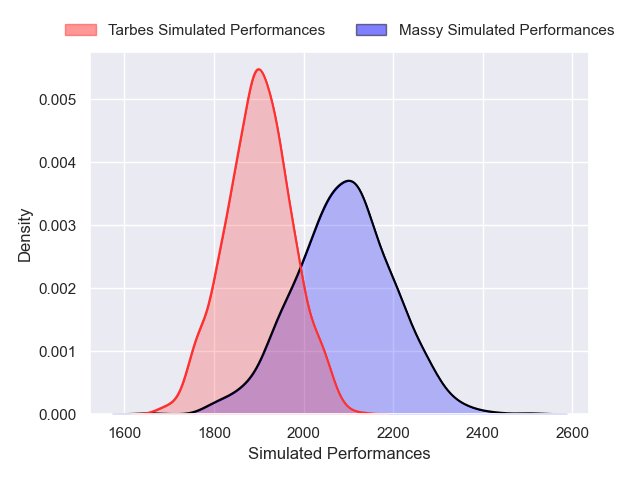 Tarbes Simulated Performances Massy Simulated Performances
0.005
0.004
0.003
0.002
0.001
0.000
Density
1600 1800 2000 2200 2400 2600
Simulated Performances